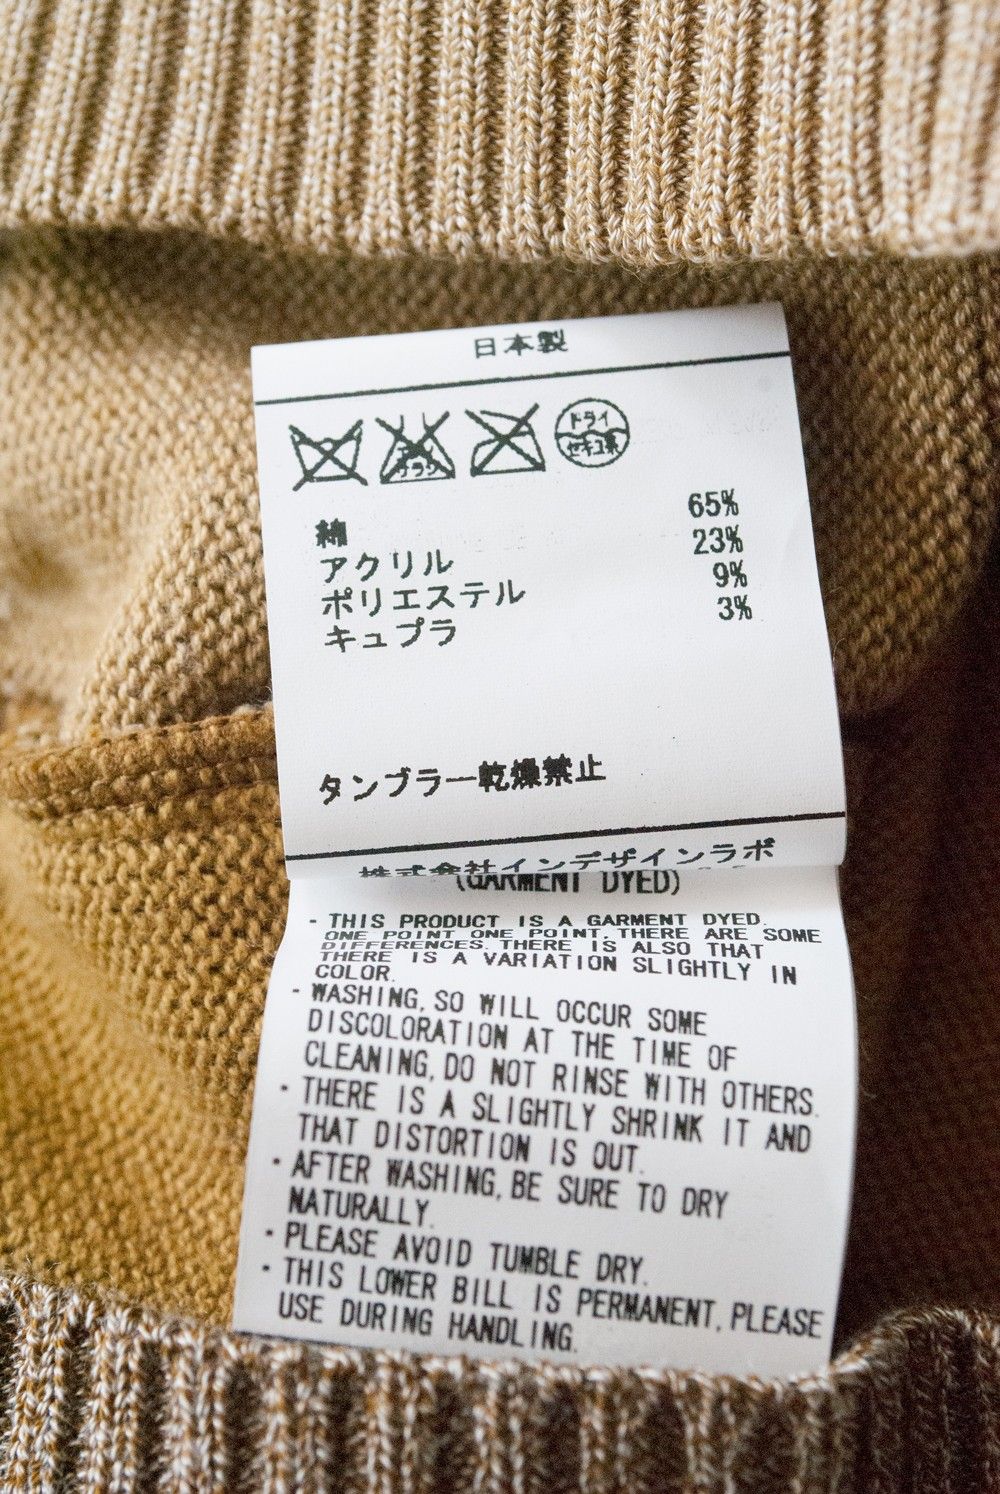 日本製
ドライ
セキユ系
綿 65%
アクリル 23%
ポリエステル 9%
キュプラ 3%
タンブラー乾燥禁止
株式会社インデザインラボ
(GARMENT DYED)
- THIS PRODUCT IS A GARMENT DYED.
ONE POINT ONE POINT, THERE ARE SOME
DIFFERENCES. THERE IS ALSO THAT
THERE IS A VARIATION SLIGHTLY IN
COLOR.
- WASHING, SO WILL OCCUR SOME
DISCOLORATION AT THE TIME OF
CLEANING, DO NOT RINSE WITH OTHERS.
- THERE IS A SLIGHTLY SHRINK IT AND
THAT DISTORTION IS OUT.
- AFTER WASHING, BE SURE TO DRY
NATURALLY.
- PLEASE AVOID TUMBLE DRY.
- THIS LOWER BILL IS PERMANENT, PLEASE
USE DURING HANDLING.